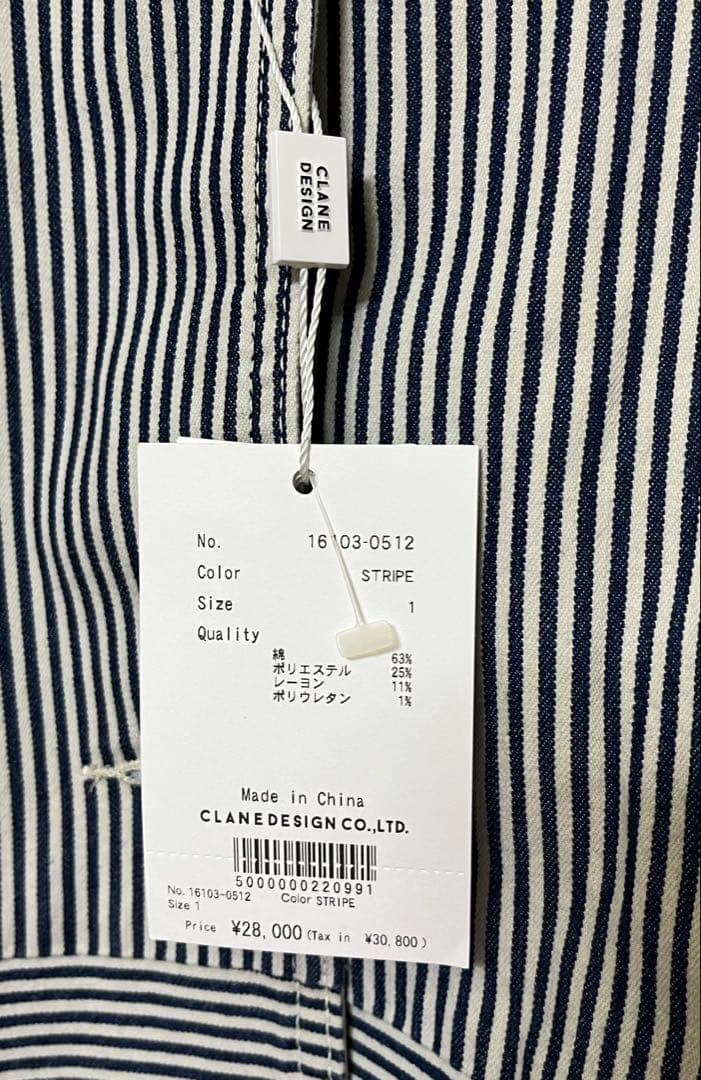 CLANE
DESIGN
No. 16103-0512
Color STRIPE
Size 1
Quality
綿 63%
ポリエステル 25%
レーヨン 11%
ポリウレタン 1%
Made in China
CLANEDESIGN CO.,LTD.
5000000220991
No. 16103-0512 Color STRIPE
Size 1
Price ¥28,000 (Tax in ¥30,800)